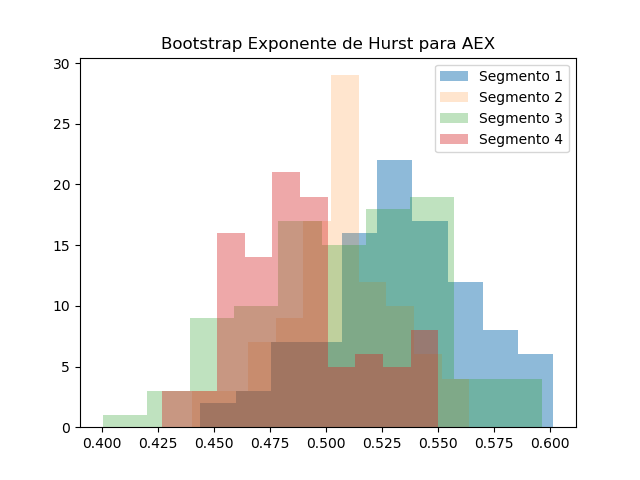 Bootstrap Exponente de Hurst para AEX
Segmento 1
Segmento 2
Segmento 3
Segmento 4
30
25
20
15
10
5
0
0.400 0.425 0.450 0.475 0.500 0.525 0.550 0.575 0.600